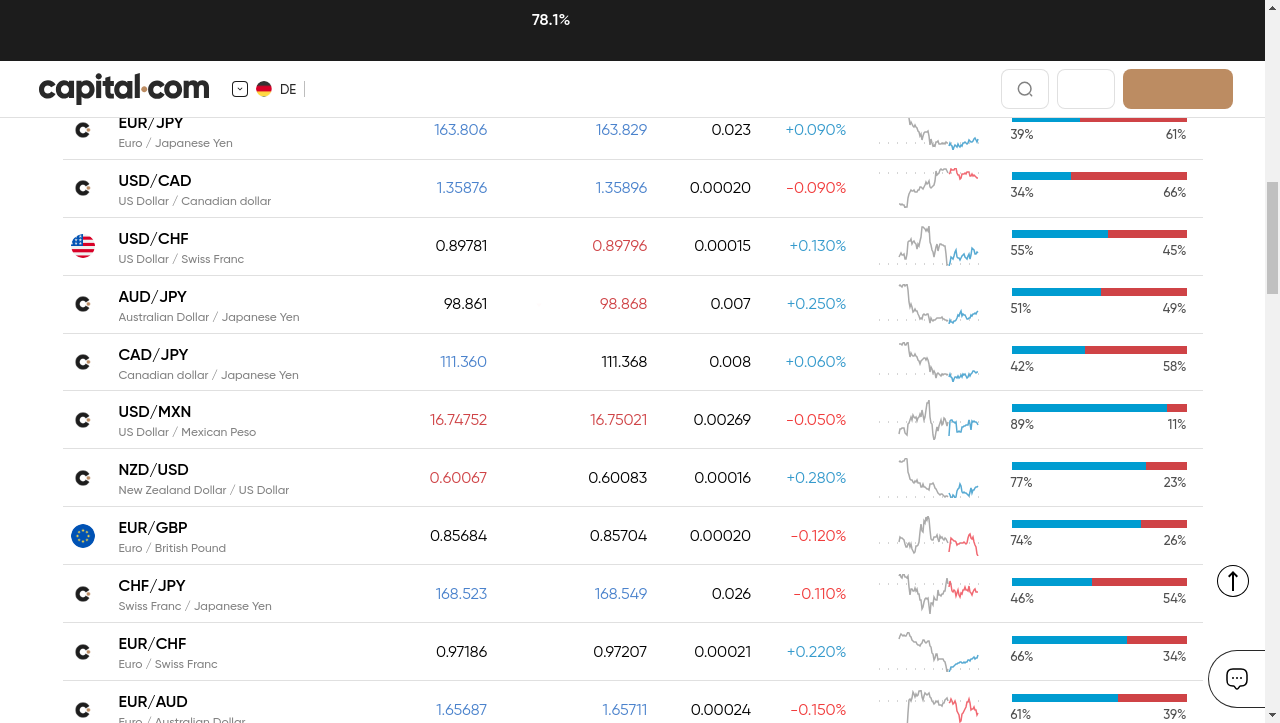 78.1%
capital.com
DE
EUR/JPY 163.806 163.829 0.023 +0.090% 39% 61%
Euro / Japanese Yen
USD/CAD 1.35876 1.35896 0.00020 -0.090% 34% 66%
US Dollar / Canadian dollar
USD/CHF 0.89781 0.89796 0.00015 +0.130% 55% 45%
US Dollar / Swiss Franc
AUD/JPY 98.861 98.868 0.007 +0.250% 51% 49%
Australian Dollar / Japanese Yen
CAD/JPY 111.360 111.368 0.008 +0.060% 42% 58%
Canadian dollar / Japanese Yen
USD/MXN 16.74752 16.75021 0.00269 -0.050% 89% 11%
US Dollar / Mexican Peso
NZD/USD 0.60067 0.60083 0.00016 +0.280% 77% 23%
New Zealand Dollar / US Dollar
EUR/GBP 0.85684 0.85704 0.00020 -0.120% 74% 26%
Euro / British Pound
CHF/JPY 168.523 168.549 0.026 -0.110% 46% 54%
Swiss Franc / Japanese Yen
EUR/CHF 0.97186 0.97207 0.00021 +0.220% 66% 34%
Euro / Swiss Franc
EUR/AUD 1.65687 1.65711 0.00024 -0.150% 61% 39%
Euro / Australian Dollar